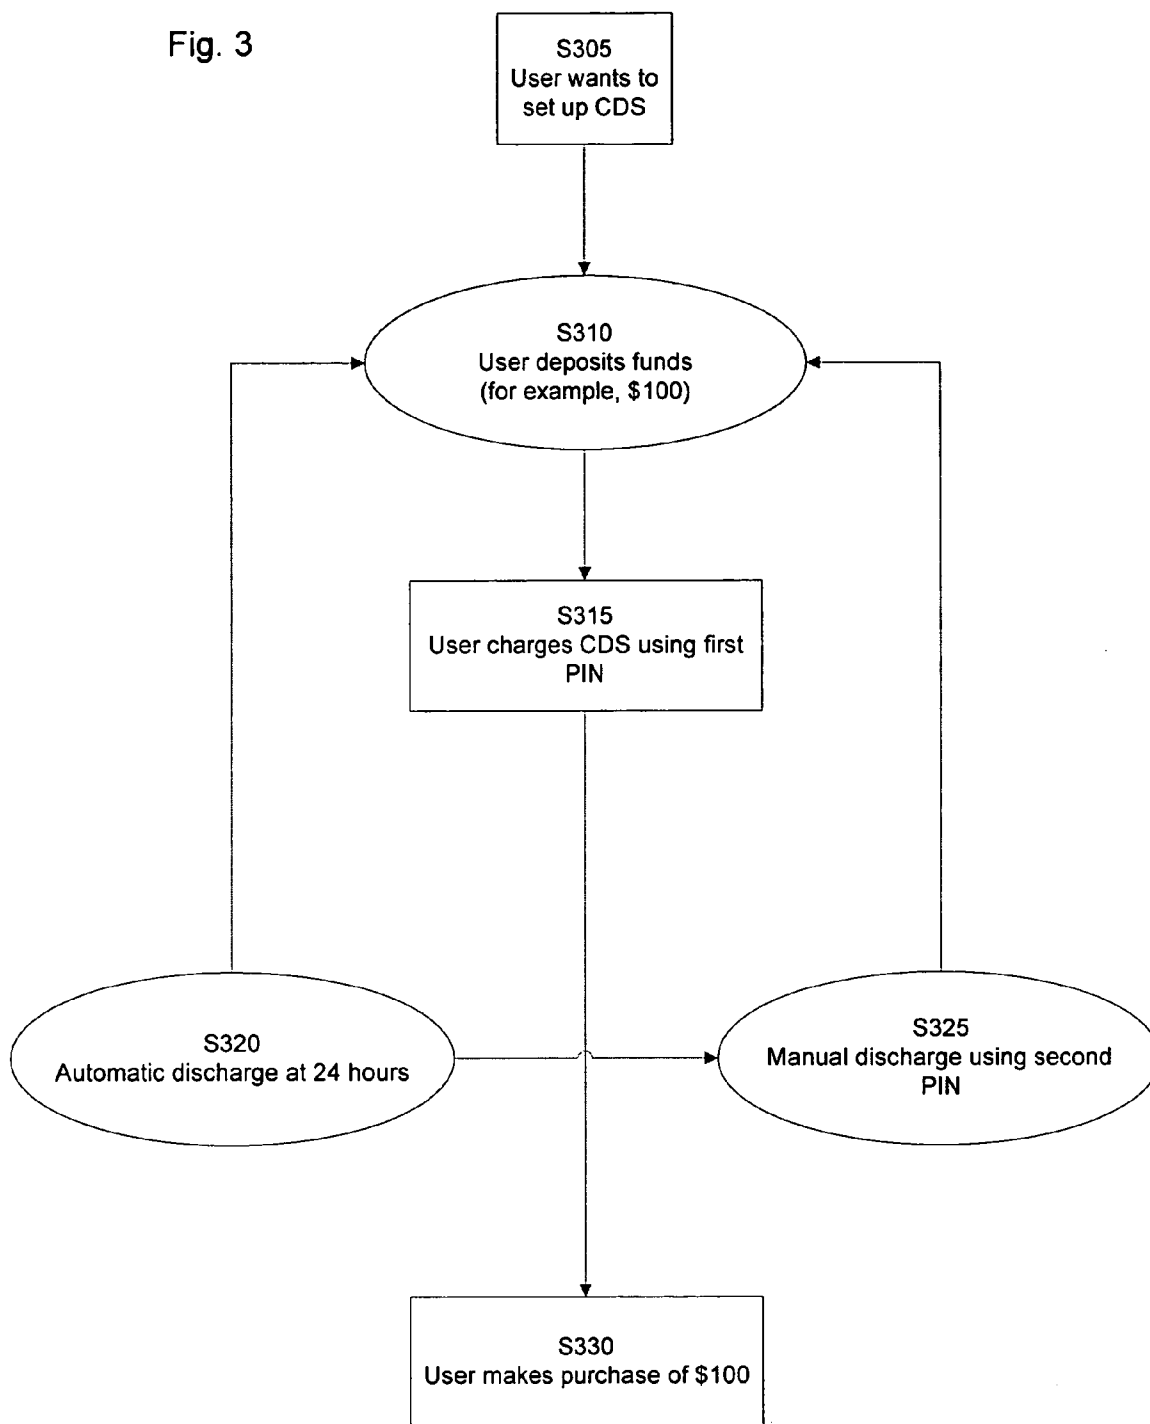 Fig. 3
S305
User wants to
set up CDS
S310
User deposits funds
(for example, $100)
S315
User charges CDS using first
PIN
S320
Automatic discharge at 24 hours
S325
Manual discharge using second
PIN
S330
User makes purchase of $100